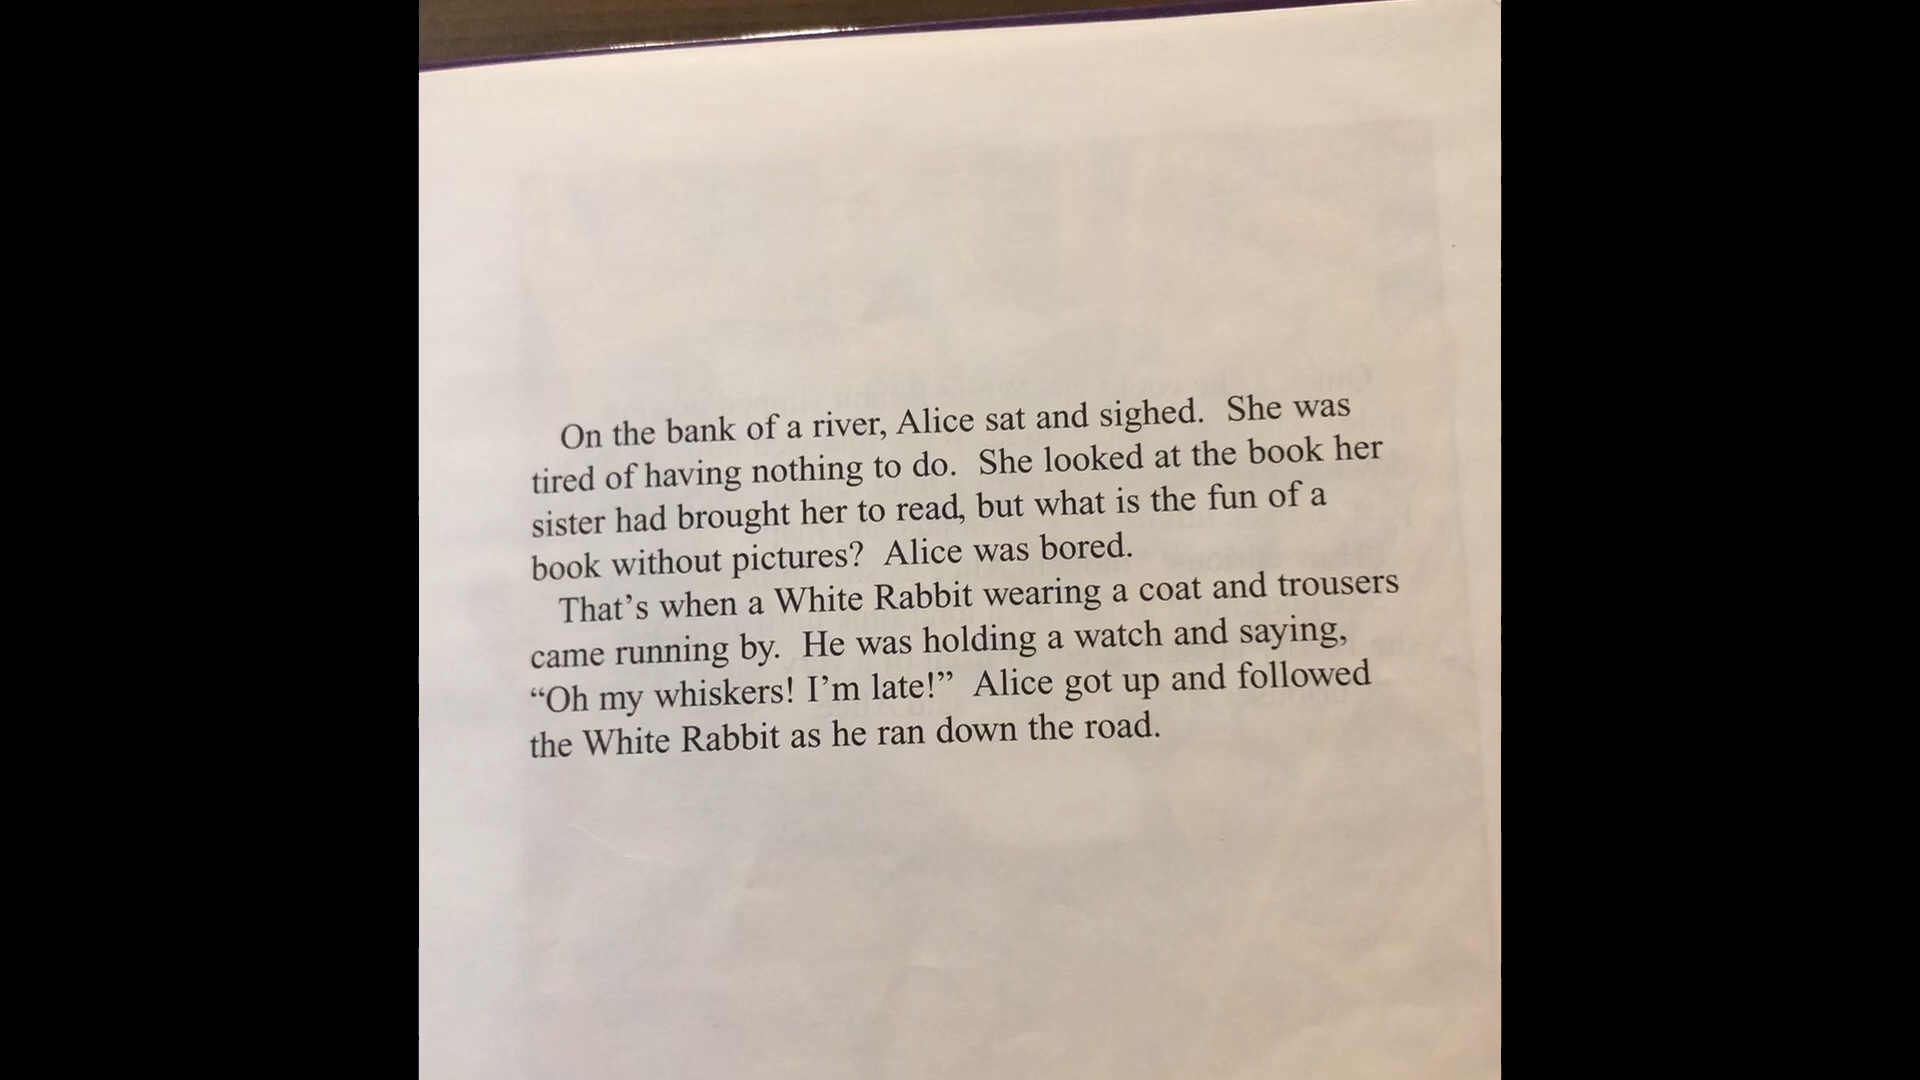 On the bank of a river, Alice sat and sighed.  She was
tired of having nothing to do.  She looked at the book her
sister had brought her to read, but what is the fun of a
book without pictures?  Alice was bored.
That’s when a White Rabbit wearing a coat and trousers
came running by.  He was holding a watch and saying,
“Oh my whiskers! I’m late!”  Alice got up and followed
the White Rabbit as he ran down the road.